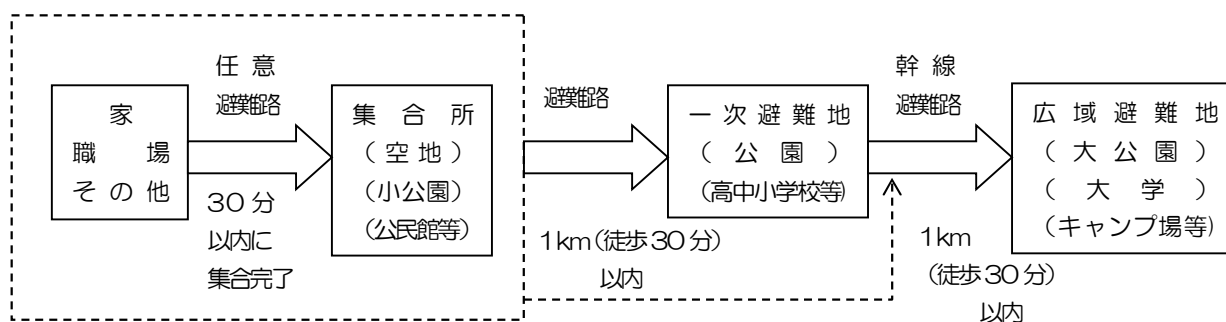 家
職場
その他
任意
避難路
30分
以内に
集合完了
集合所
(空地)
(小公園)
(公民館等)
避難路
1km(徒歩30分)
以内
一次避難地
(公園)
(高中小学校等)
幹線
避難路
1km
(徒歩30分)
以内
広域避難地
(大公園)
(大学)
(キャンプ場等)